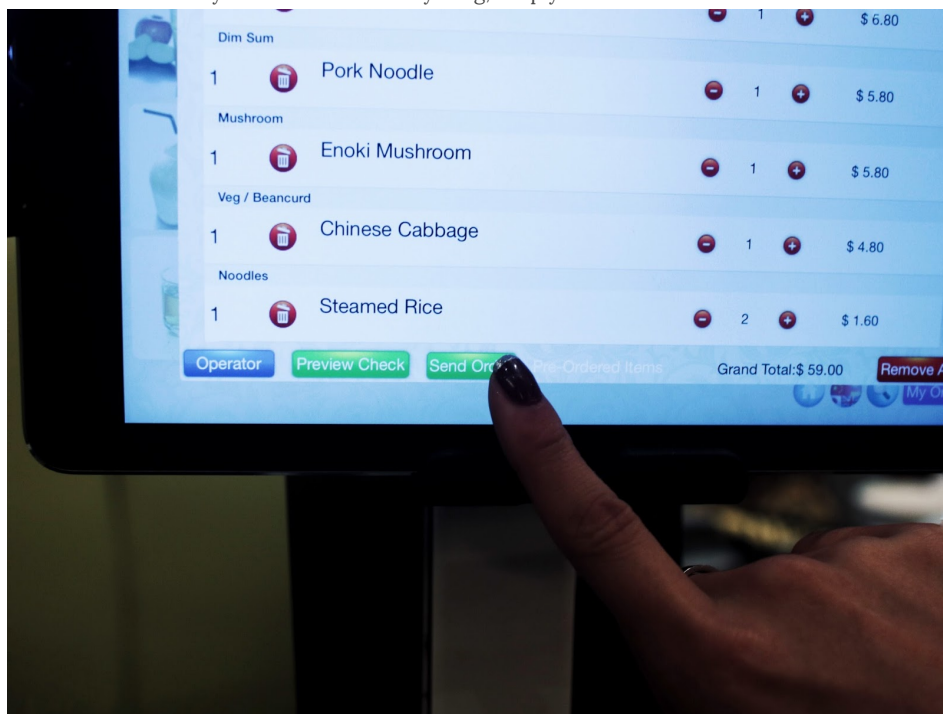 1 $ 6.80
Dim Sum
1 Pork Noodle 1 $ 5.80
Mushroom
1 Enoki Mushroom 1 $ 5.80
Veg / Beancurd
1 Chinese Cabbage 1 $ 4.80
Noodles
1 Steamed Rice 2 $ 1.60
Operator Preview Check Send Pre-Ordered Items Grand Total:$ 59.00 Remove
My